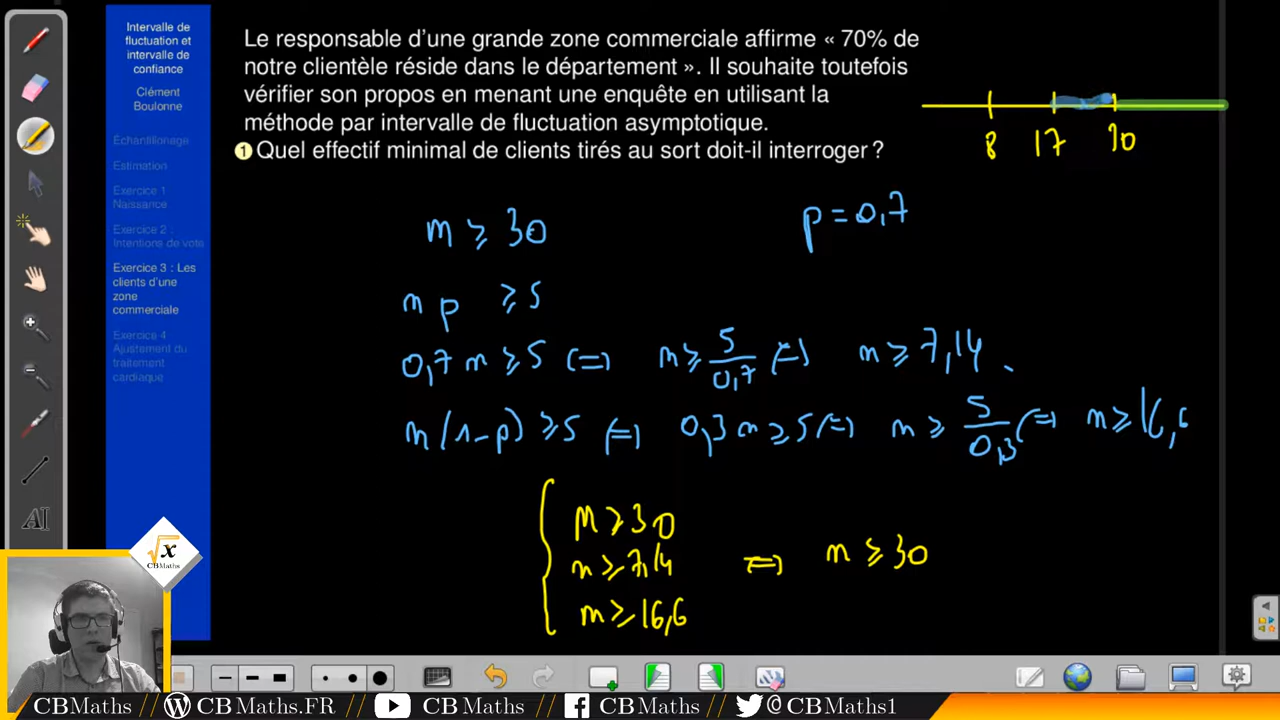 Intervalle de
fluctuation et
intervalle de
confiance
Clément
Boulonne
Échantillonage
Estimation
Exercice 1
Naissance
Exercice 2 :
Intentions de vote
Exercice 3 : Les
clients d'une
zone
commerciale
Exercice 4
Ajustement du
traitement
cardiaque
Le responsable d'une grande zone commerciale affirme « 70% de
notre clientèle réside dans le département ». Il souhaite toutefois
vérifier son propos en menant une enquête en utilisant la
méthode par intervalle de fluctuation asymptotique.
1 Quel effectif minimal de clients tirés au sort doit-il interroger ?
8 17 30
n ≥ 30 p = 0,7
n p ≥ 5
0,7 n ≥ 5 ⟺ n ≥ 5/0,7 ⟺ n ≥ 7,14
n(1-p) ≥ 5 ⟺ 0,3 n ≥ 5 ⟺ n ≥ 5/0,3 ⟺ n ≥ 16,6
n ≥ 30
n ≥ 7,14 ⟺ n ≥ 30
n ≥ 16,6
AI
√x
CBMaths
CBMaths CBMaths.FR CBMaths CBMaths @CBMaths1